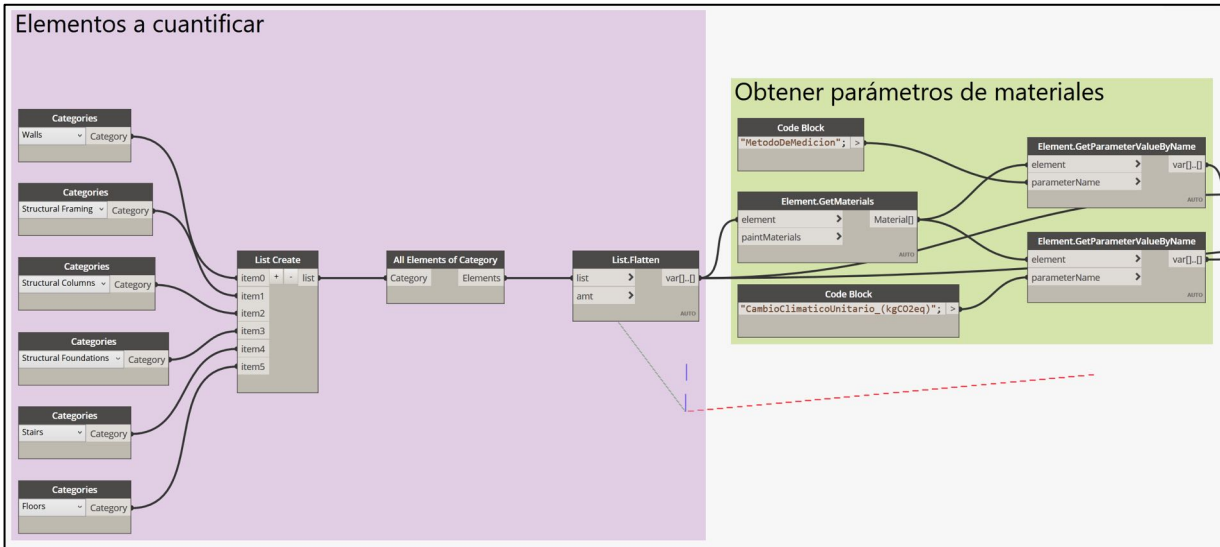 Elementos a cuantificar
Categories
Walls Category
Categories
Structural Framing Category
Categories
Structural Columns Category
Categories
Structural Foundations Category
Categories
Stairs Category
Categories
Floors Category
List Create
item0 + - list
item1
item2
item3
item4
item5
All Elements of Category
Category Elements
List.Flatten
list > var[]..[]
amt >
AUTO
Obtener parámetros de materiales
Code Block
"MetodoDeMedicion"; >
Element.GetMaterials
element > Material[]
paintMaterials >
AUTO
Code Block
"CambioClimaticoUnitario_(kgCO2eq)"; >
Element.GetParameterValueByName
element > var[]..[]
parameterName >
AUTO
Element.GetParameterValueByName
element > var[]..[]
parameterName >
AUTO